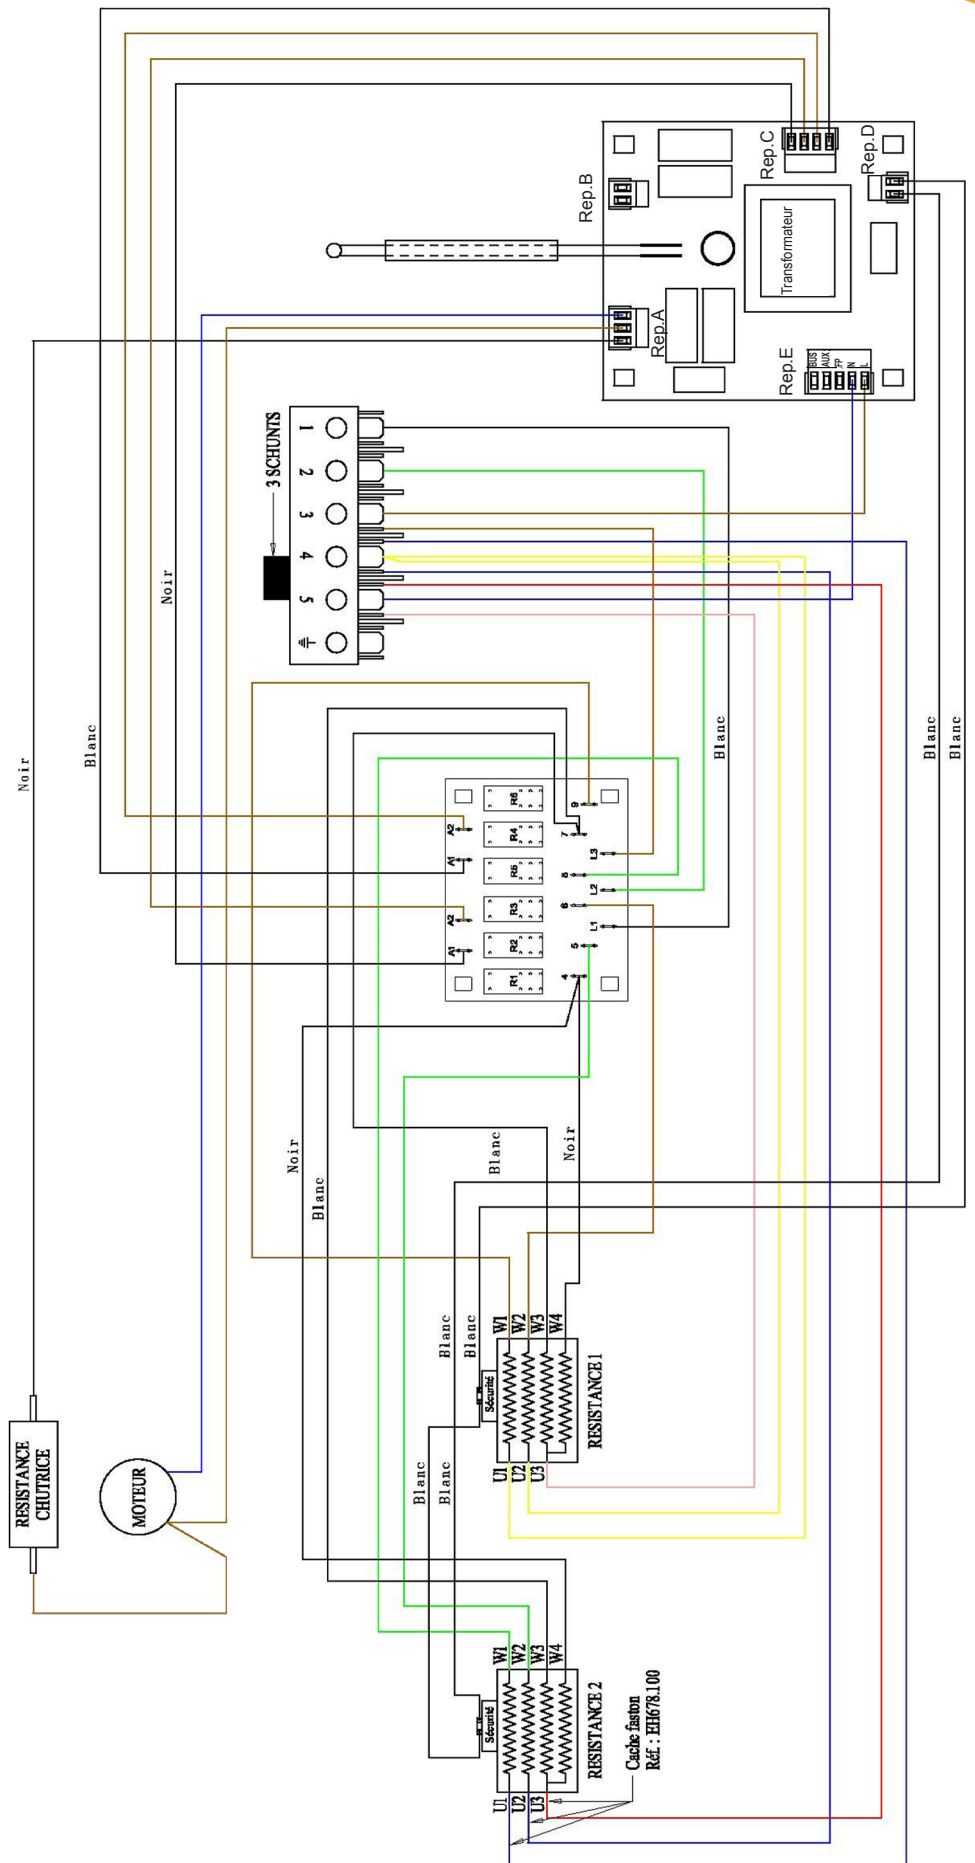 Rep.C
Rep.D
Rep.B
Transformateur
Rep.A
Rep.E
BUS
AUX
FP
N
L
3 SCHUNTS
1
2
3
4
5
Noir
Noir
Blanc
Blanc
Blanc
Blanc
R6
R4
R5
R3
R2
R1
A2
A1
A2
A1
9
7
L3
8
L2
6
L1
5
4
Noir
Blanc
Blanc
Noir
Blanc
Blanc
W1
W2
W3
W4
Sécurité
RESISTANCE 1
U1
U2
U3
Blanc
Blanc
RESISTANCE
CHUTRICE
MOTEUR
W1
W2
W3
W4
Sécurité
RESISTANCE 2
U1
U2
U3
Cache faston
Réf. : EH678.100